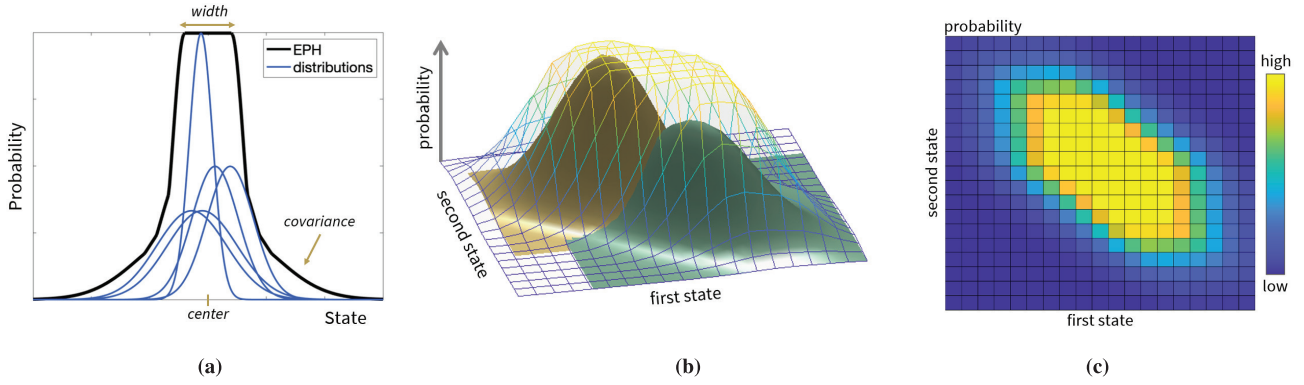 width
EPH
distributions
Probability
covariance
center
State
(a)
probability
second state
first state
(b)
probability
high
second state
low
first state
(c)